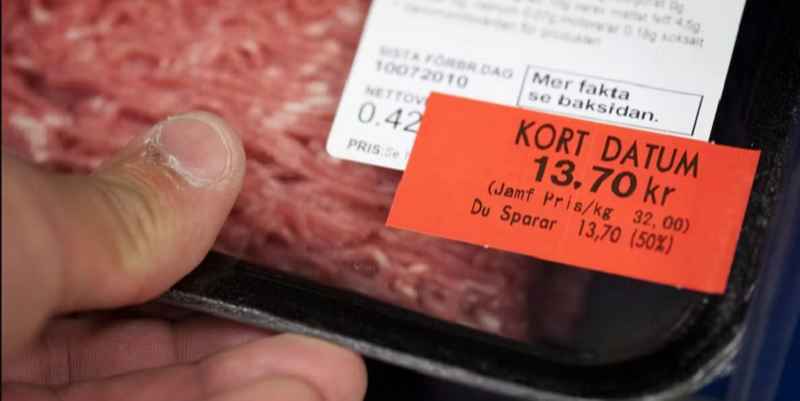 SISTA FÖRBR.DAG
10072010
Mer fakta
se baksidan.
0.42
PRIS:Se
KORT DATUM
13.70 kr
(Jamf Pris/kg 32,00)
Du Sparar 13,70 (50%)